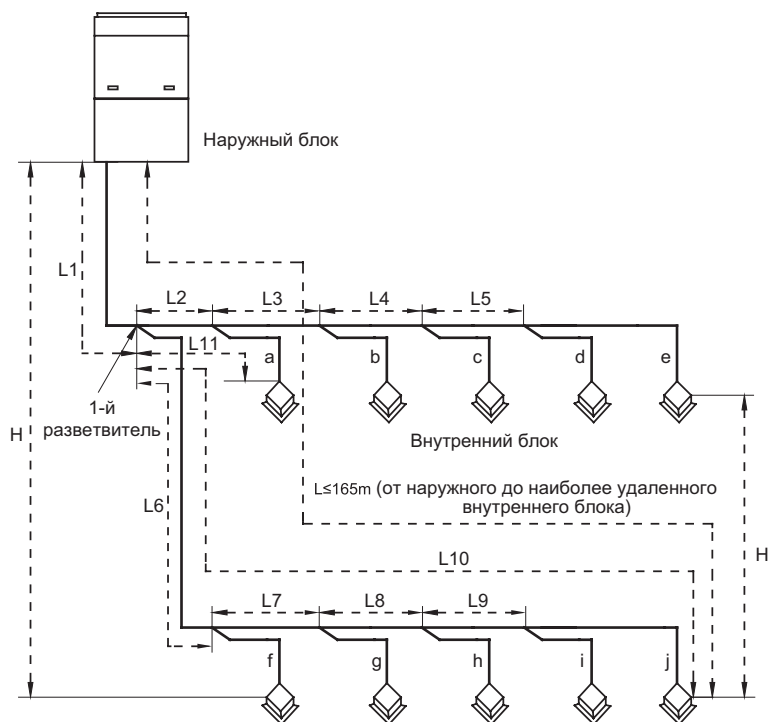 Наружный блок
L1
L2
L3
L4
L5
L11
a
b
c
d
e
1-й
разветвитель
Внутренний блок
H
L≤165m (от наружного до наиболее удаленного
внутреннего блока)
L6
H
L10
L7
L8
L9
f
g
h
i
j